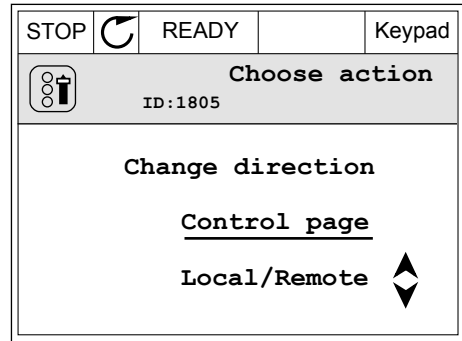 STOP READY Keypad
Choose action
ID:1805
Change direction
Control page
Local/Remote